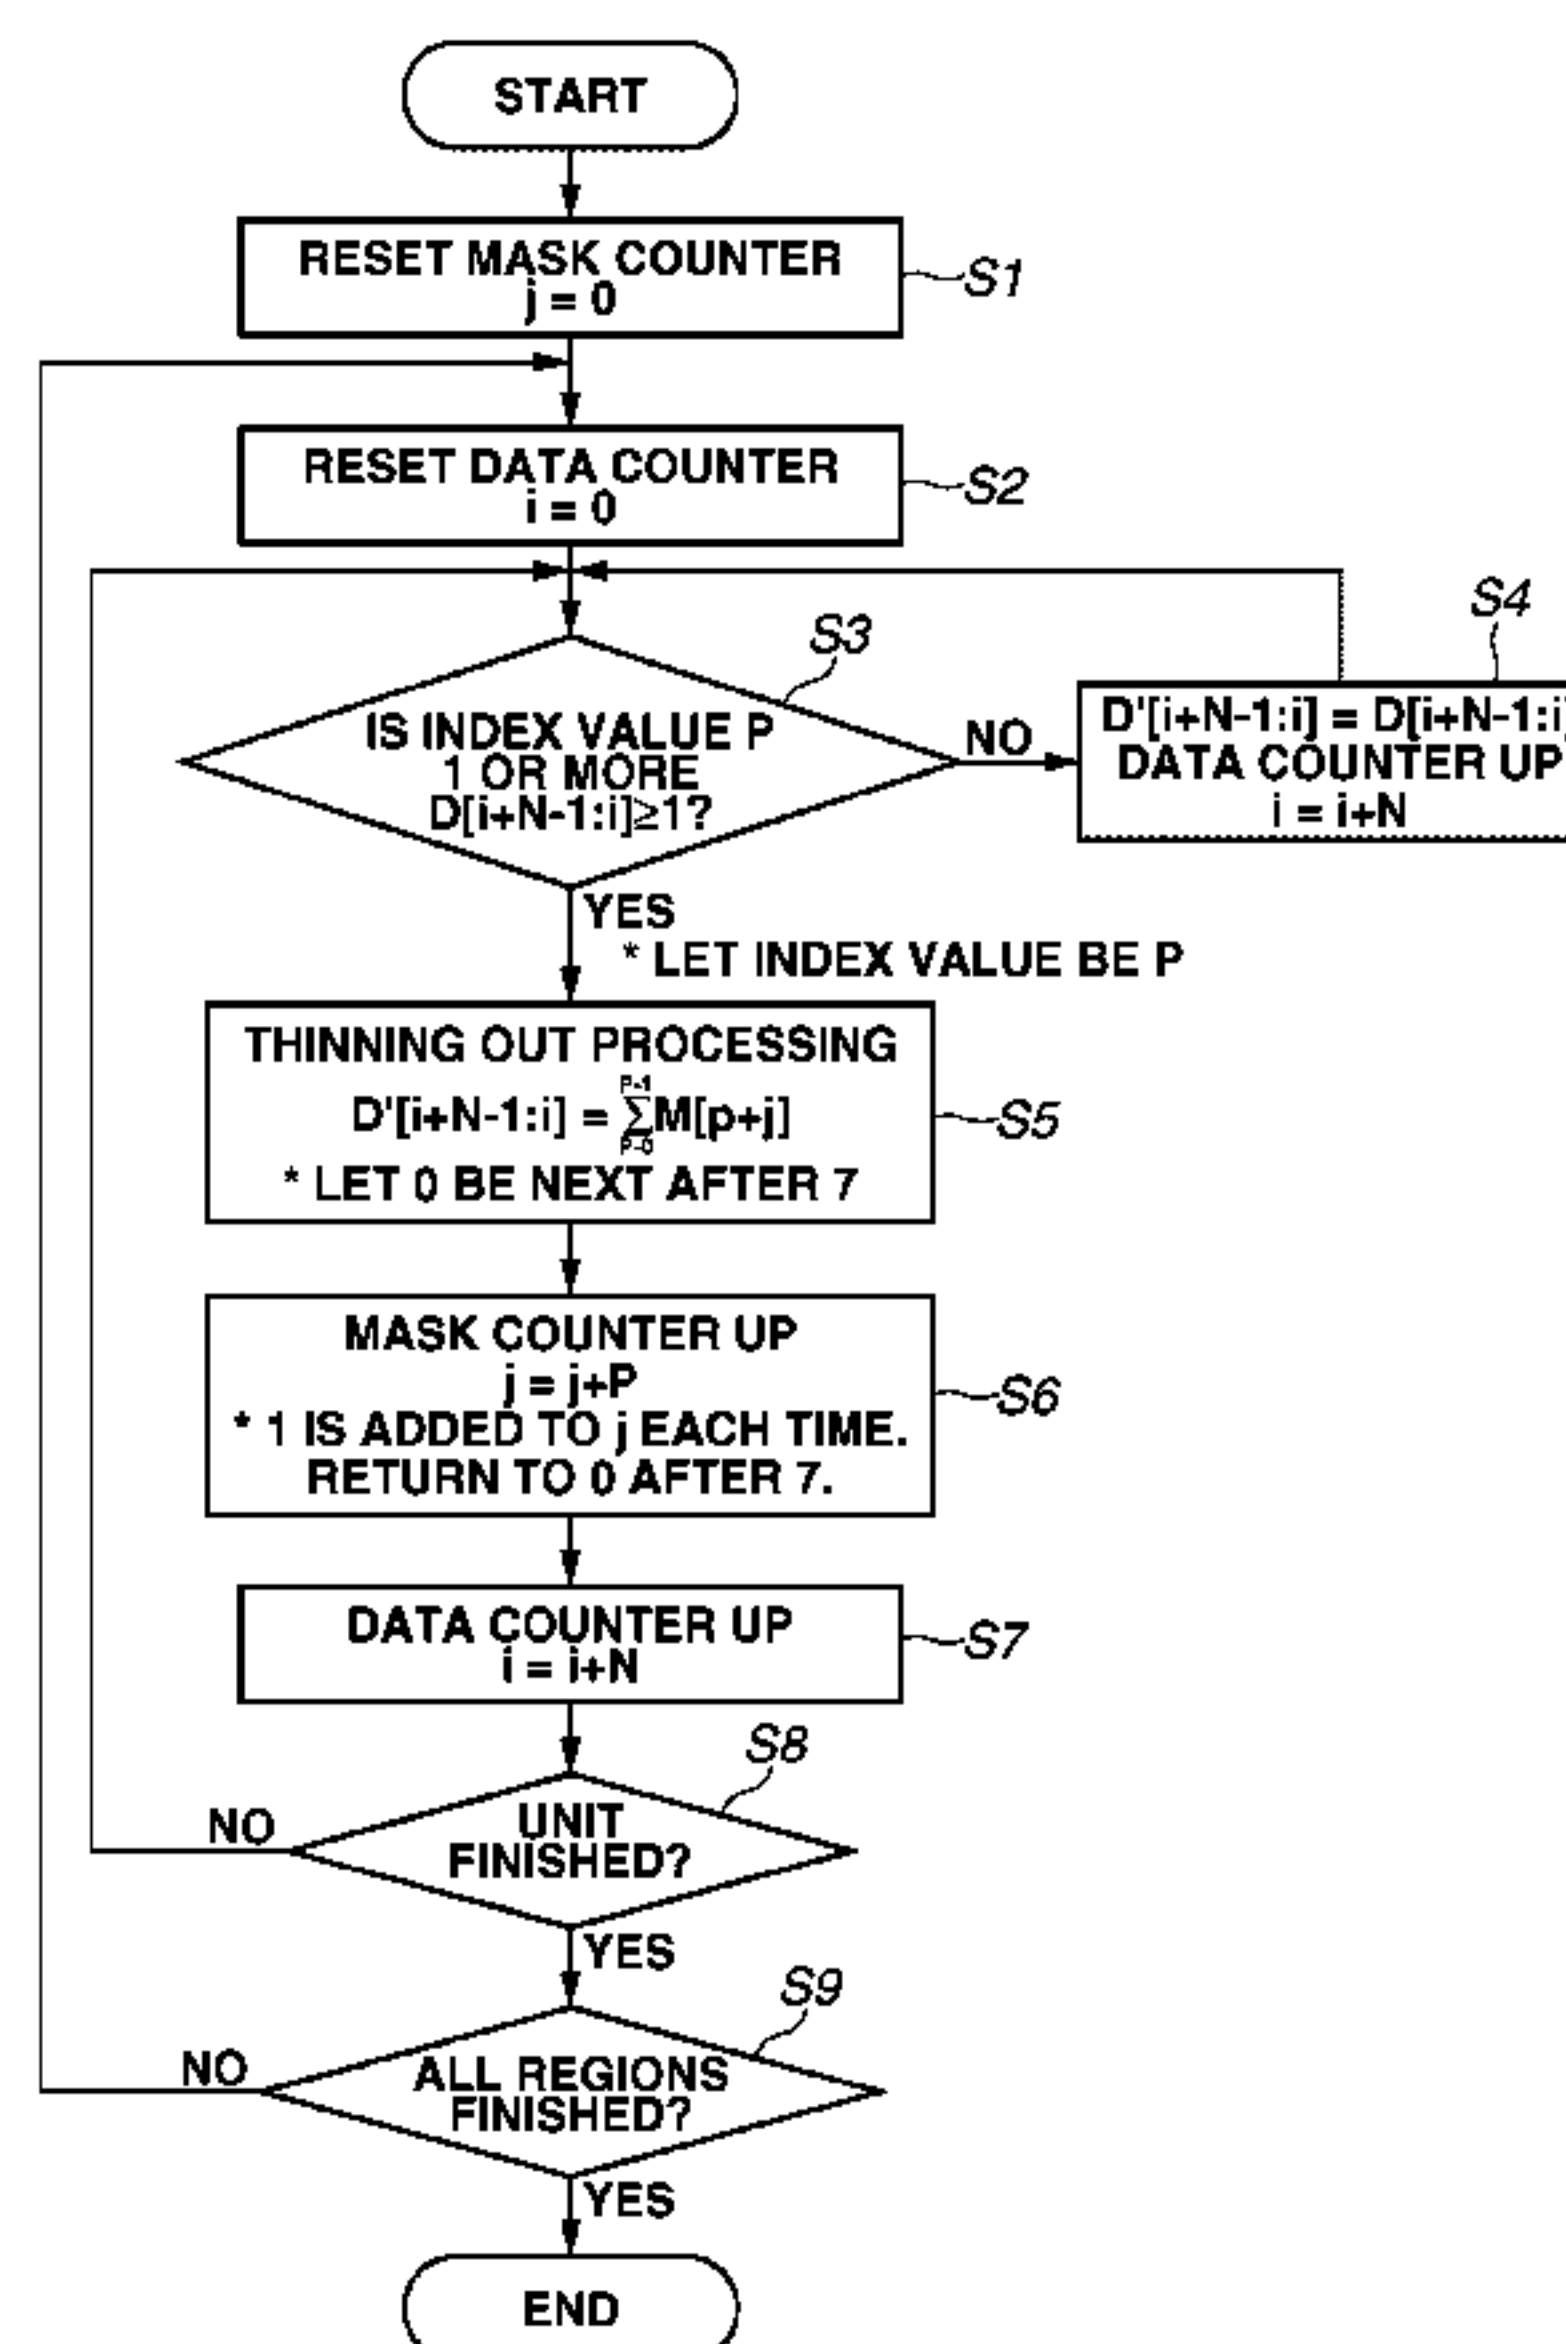 START
RESET MASK COUNTER
j = 0
S1
RESET DATA COUNTER
i = 0
S2
S3
IS INDEX VALUE P
1 OR MORE
D[i+N-1:i]≥1?
NO
S4
D'[i+N-1:i] = D[i+N-1:i]
DATA COUNTER UP
i = i+N
YES
* LET INDEX VALUE BE P
THINNING OUT PROCESSING
P-1
D'[i+N-1:i] = ΣM[p+j]
P-0
* LET 0 BE NEXT AFTER 7
S5
MASK COUNTER UP
j = j+P
* 1 IS ADDED TO j EACH TIME.
RETURN TO 0 AFTER 7.
S6
DATA COUNTER UP
i = i+N
S7
S8
UNIT
FINISHED?
NO
YES
S9
ALL REGIONS
FINISHED?
NO
YES
END